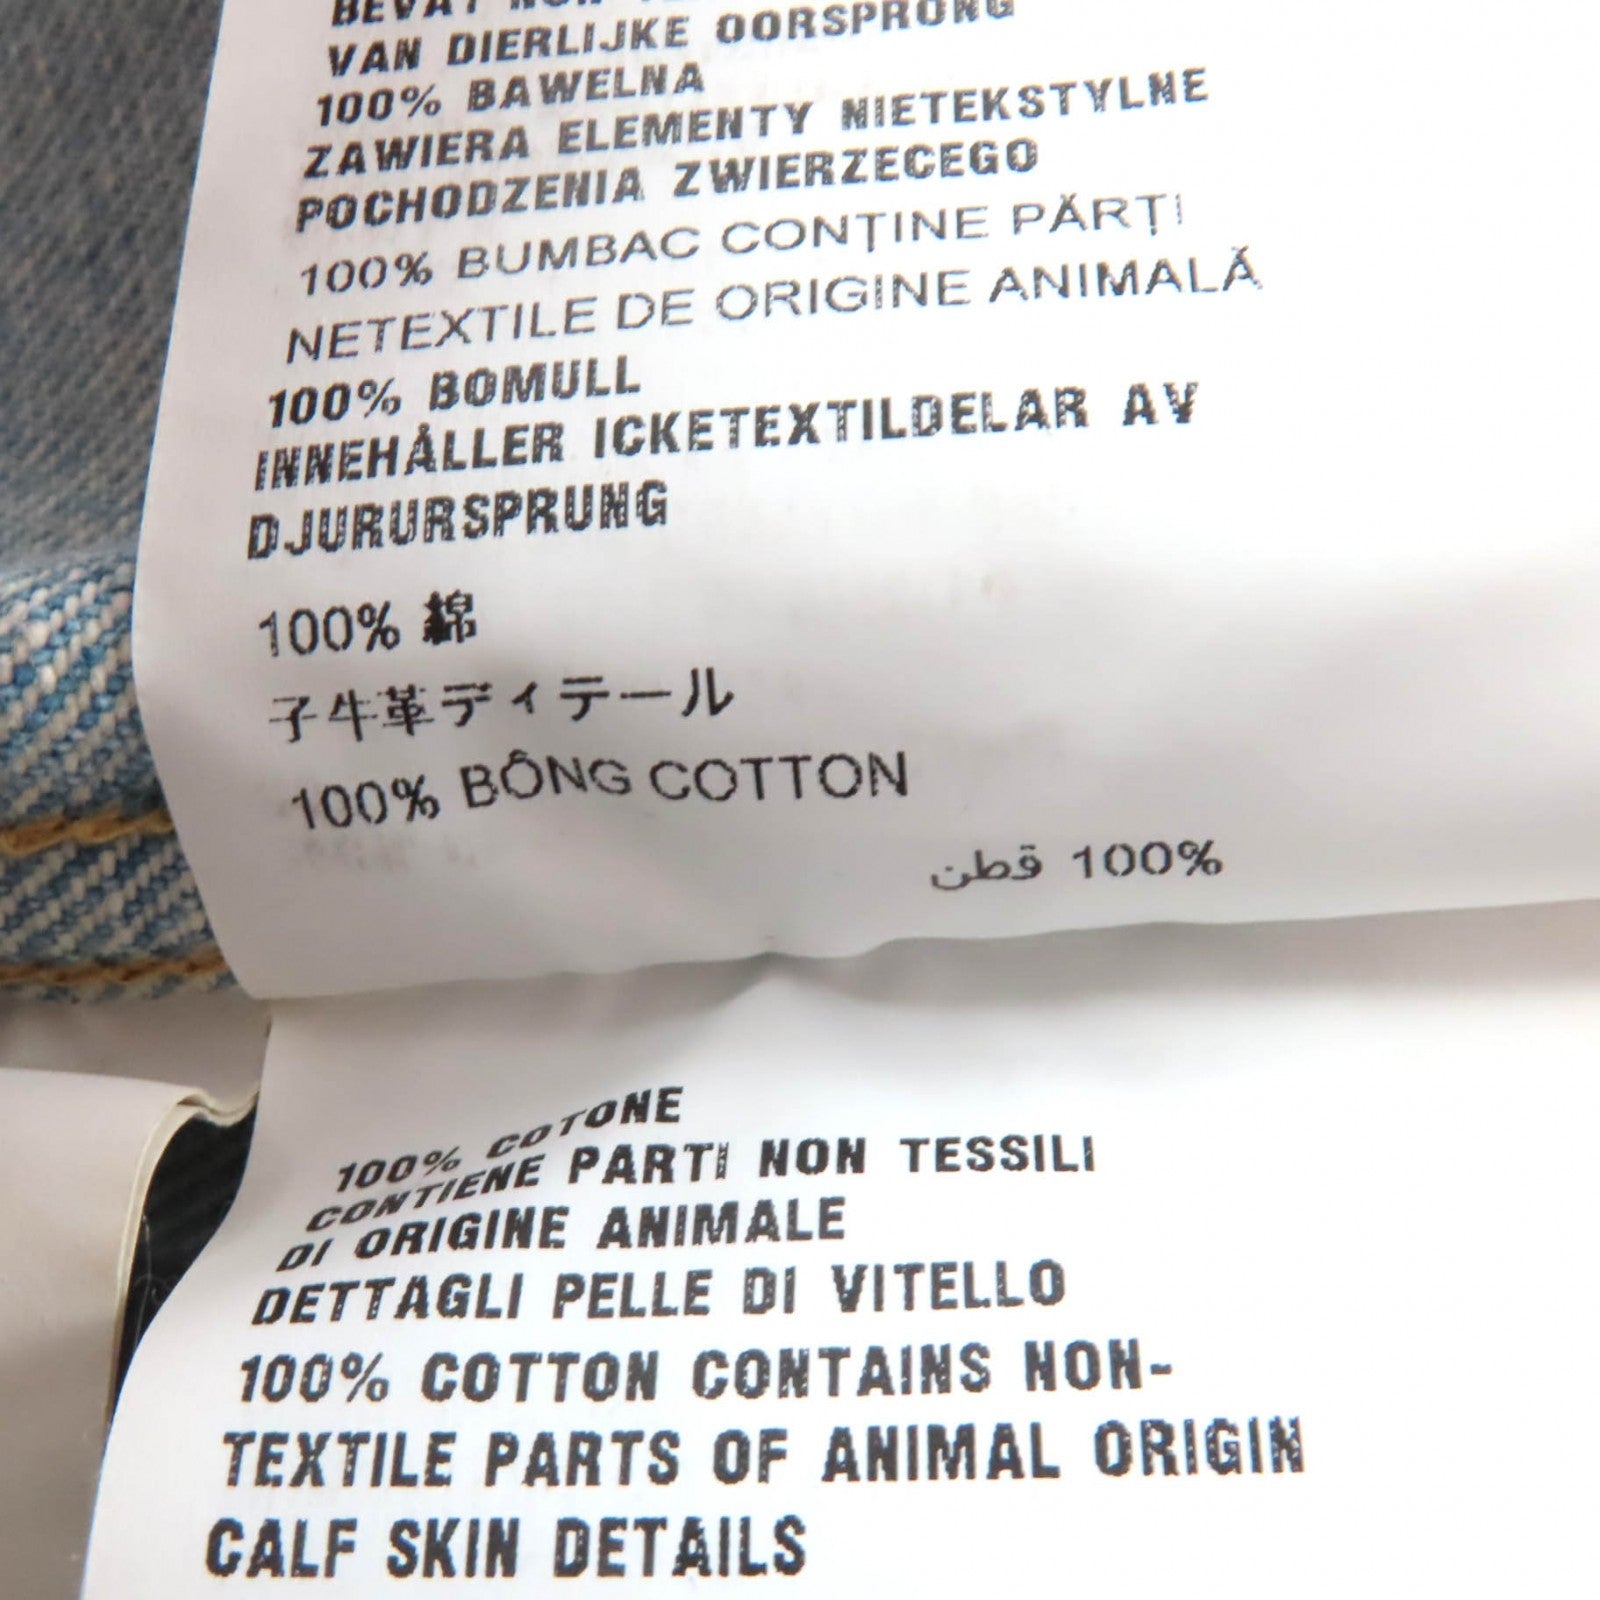 BEVAT NON
VAN DIERLIJKE OORSPRONG
100% BAWELNA
ZAWIERA ELEMENTY NIETEKSTYLNE
POCHODZENIA ZWIERZECEGO
100% BUMBAC CONȚINE PĂRȚI
NETEXTILE DE ORIGINE ANIMALĂ
100% BOMULL
INNEHÅLLER ICKETEXTILDELAR AV
DJURURSPRUNG
100% 綿
子牛革ディテール
100% BÔNG COTTON
100% قطن
100% COTONE
CONTIENE PARTI NON TESSILI
DI ORIGINE ANIMALE
DETTAGLI PELLE DI VITELLO
100% COTTON CONTAINS NON-
TEXTILE PARTS OF ANIMAL ORIGIN
CALF SKIN DETAILS